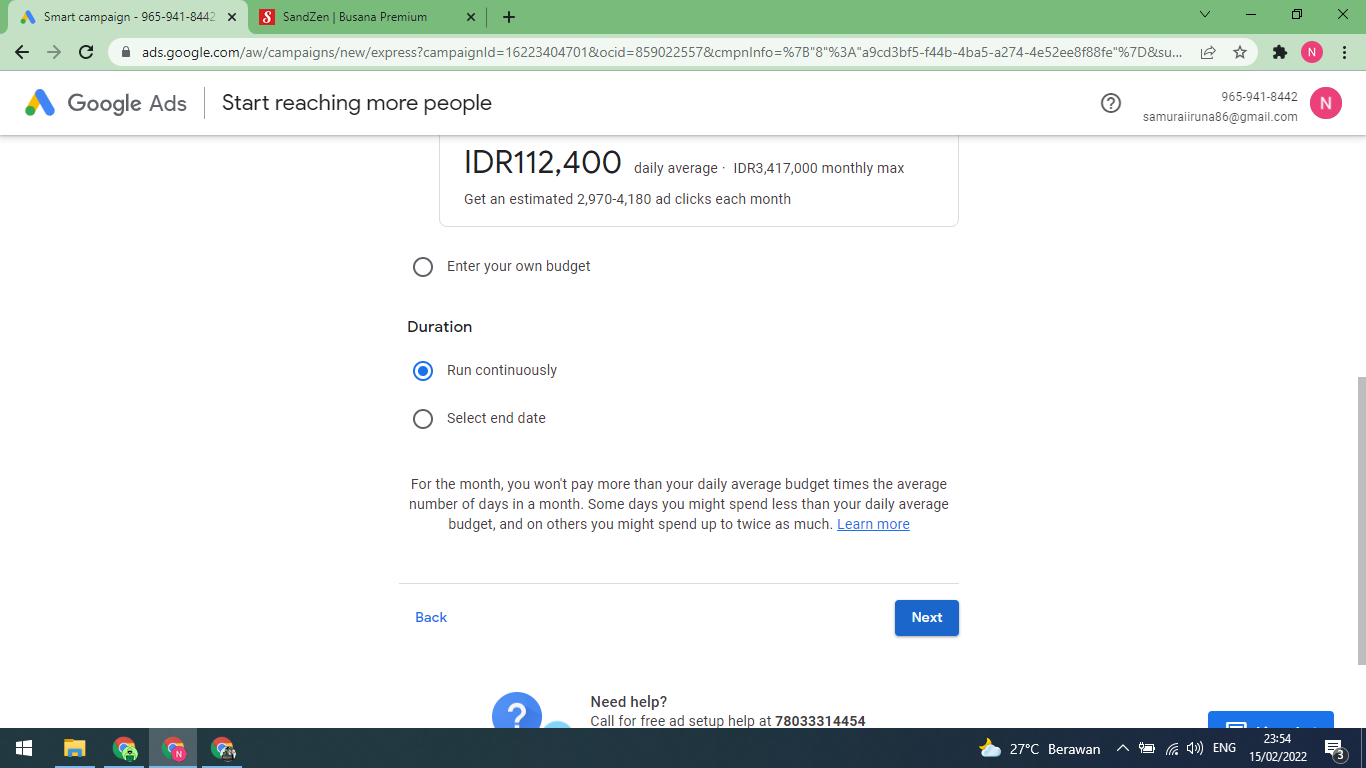 Smart campaign - 965-941-8442
SandZen | Busana Premium
ads.google.com/aw/campaigns/new/express?campaignId=16223404701&ocid=859022557&cmpnInfo=%7B"8"%3A"a9cd3bf5-f44b-4ba5-a274-4e52ee8f88fe"%7D&su...
N
Google Ads
Start reaching more people
965-941-8442
samuraiiruna86@gmail.com
N
IDR112,400 daily average · IDR3,417,000 monthly max
Get an estimated 2,970-4,180 ad clicks each month
Enter your own budget
Duration
Run continuously
Select end date
For the month, you won't pay more than your daily average budget times the average
number of days in a month. Some days you might spend less than your daily average
budget, and on others you might spend up to twice as much. Learn more
Back
Next
Need help?
Call for free ad setup help at 78033314454
27°C Berawan
ENG
23:54
15/02/2022
3